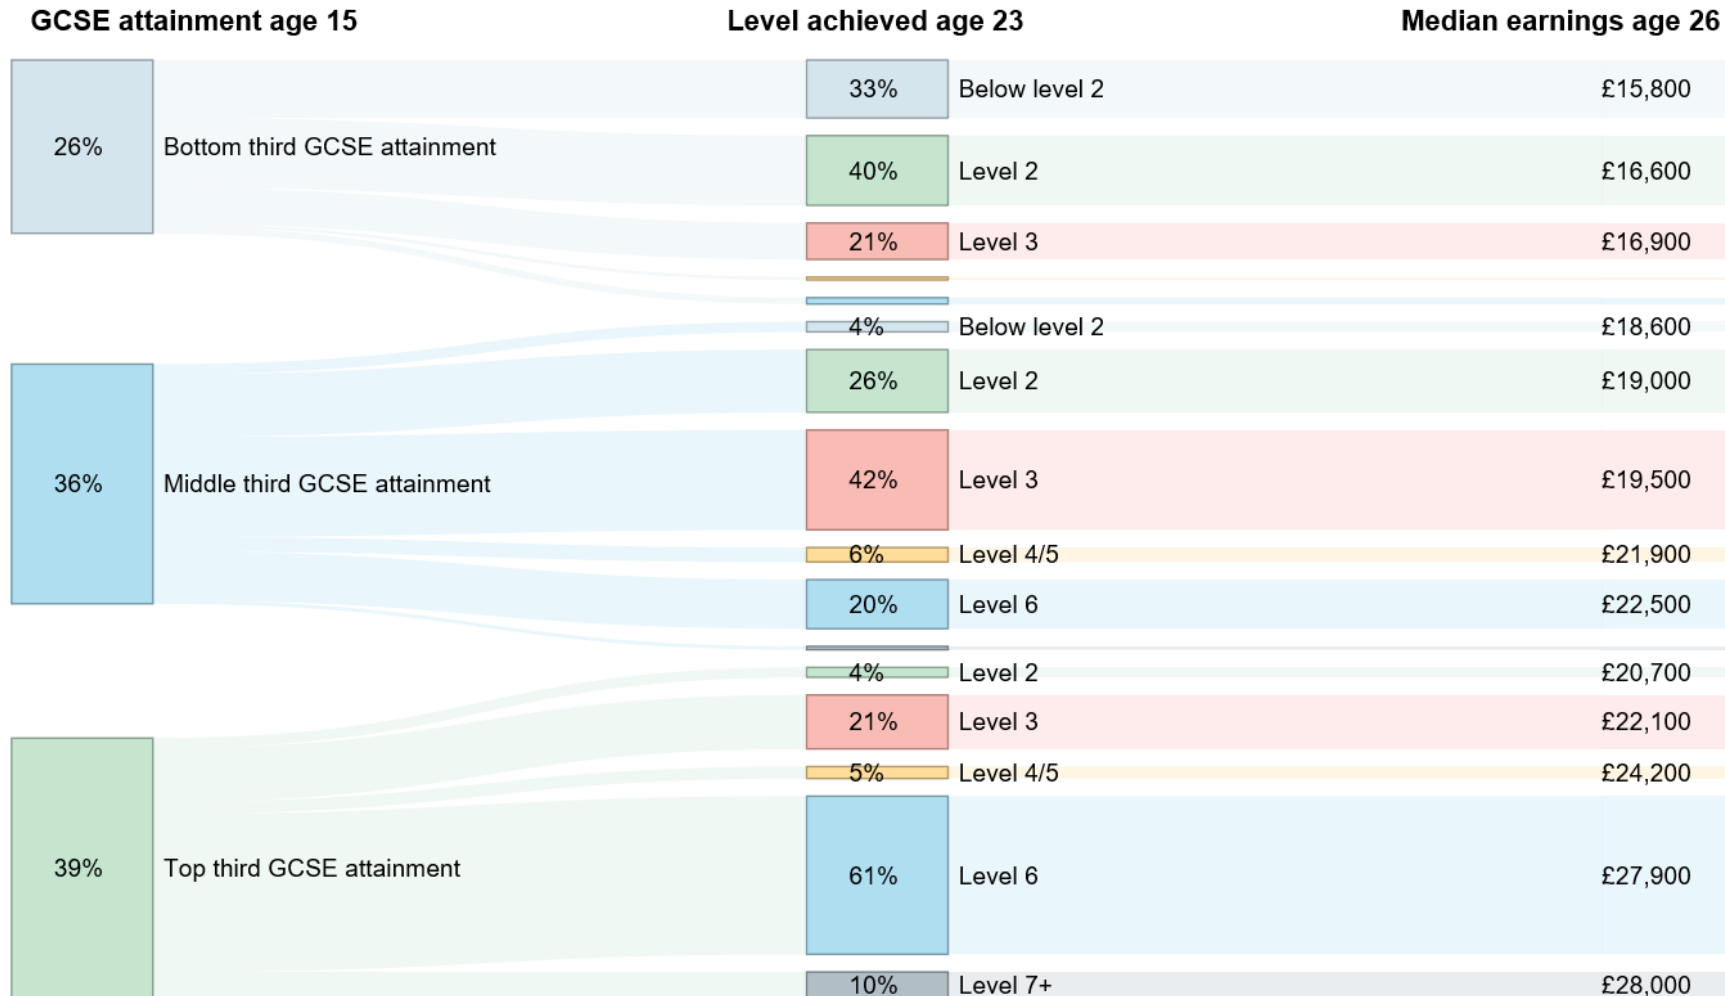 GCSE attainment age 15 Level achieved age 23 Median earnings age 26
33% Below level 2 £15,800
26% Bottom third GCSE attainment
40% Level 2 £16,600
21% Level 3 £16,900
4% Below level 2 £18,600
26% Level 2 £19,000
36% Middle third GCSE attainment
42% Level 3 £19,500
6% Level 4/5 £21,900
20% Level 6 £22,500
4% Level 2 £20,700
21% Level 3 £22,100
5% Level 4/5 £24,200
39% Top third GCSE attainment
61% Level 6 £27,900
10% Level 7+ £28,000